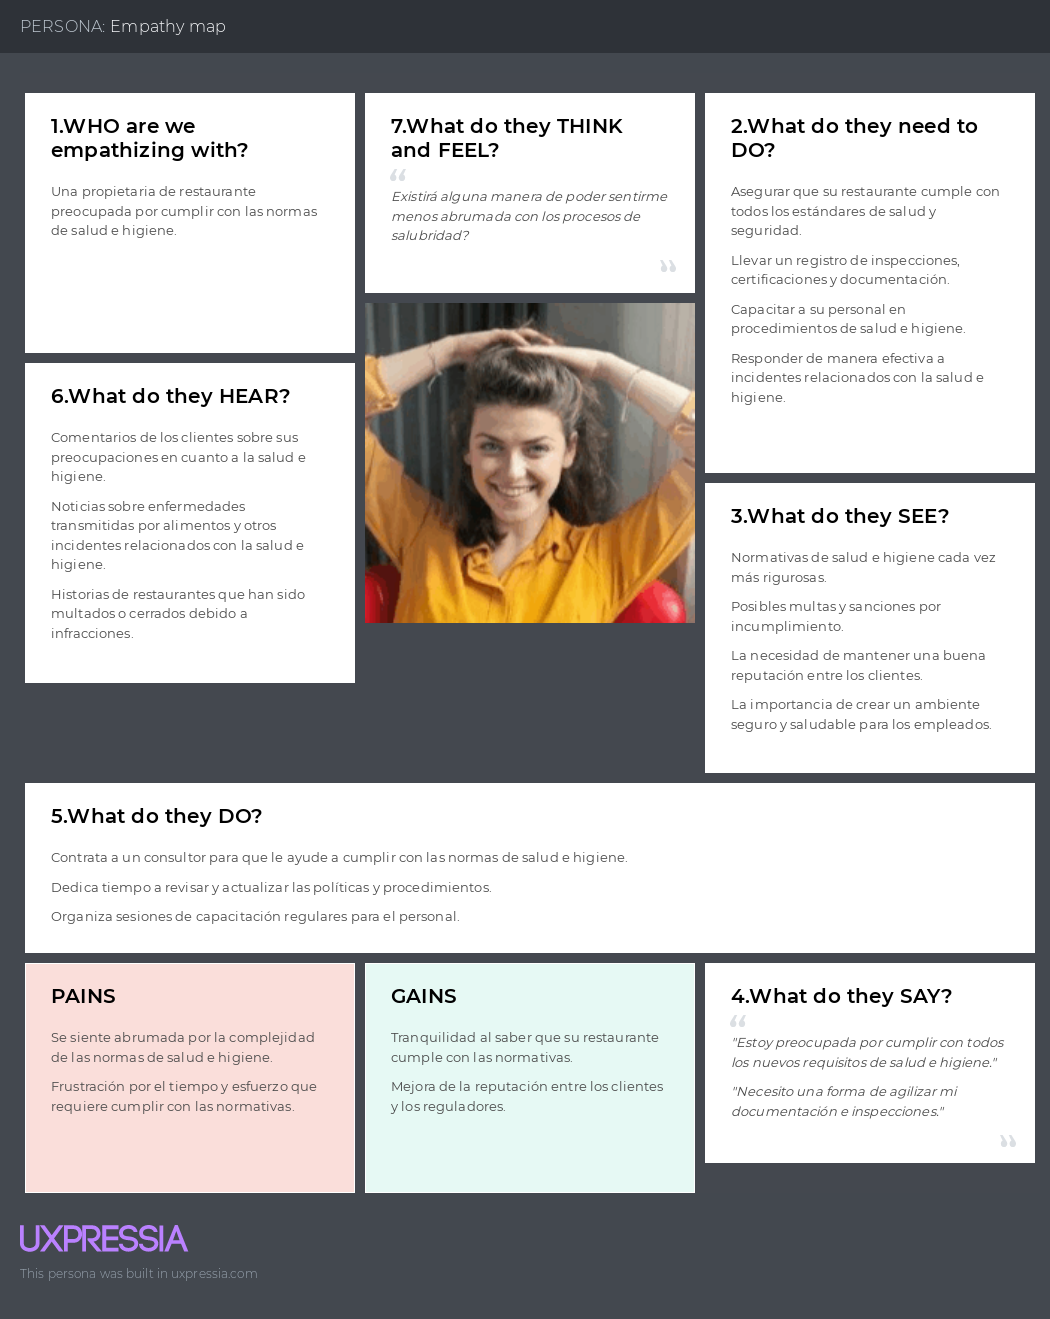 PERSONA: Empathy map
1.WHO are we
empathizing with?
Una propietaria de restaurante
preocupada por cumplir con las normas
de salud e higiene.
7.What do they THINK
and FEEL?
“
Existirá alguna manera de poder sentirme
menos abrumada con los procesos de
salubridad?
”
2.What do they need to
DO?
Asegurar que su restaurante cumple con
todos los estándares de salud y
seguridad.
Llevar un registro de inspecciones,
certificaciones y documentación.
Capacitar a su personal en
procedimientos de salud e higiene.
Responder de manera efectiva a
incidentes relacionados con la salud e
higiene.
6.What do they HEAR?
Comentarios de los clientes sobre sus
preocupaciones en cuanto a la salud e
higiene.
Noticias sobre enfermedades
transmitidas por alimentos y otros
incidentes relacionados con la salud e
higiene.
Historias de restaurantes que han sido
multados o cerrados debido a
infracciones.
3.What do they SEE?
Normativas de salud e higiene cada vez
más rigurosas.
Posibles multas y sanciones por
incumplimiento.
La necesidad de mantener una buena
reputación entre los clientes.
La importancia de crear un ambiente
seguro y saludable para los empleados.
5.What do they DO?
Contrata a un consultor para que le ayude a cumplir con las normas de salud e higiene.
Dedica tiempo a revisar y actualizar las políticas y procedimientos.
Organiza sesiones de capacitación regulares para el personal.
PAINS
Se siente abrumada por la complejidad
de las normas de salud e higiene.
Frustración por el tiempo y esfuerzo que
requiere cumplir con las normativas.
GAINS
Tranquilidad al saber que su restaurante
cumple con las normativas.
Mejora de la reputación entre los clientes
y los reguladores.
4.What do they SAY?
“
"Estoy preocupada por cumplir con todos
los nuevos requisitos de salud e higiene."
"Necesito una forma de agilizar mi
documentación e inspecciones."
”
UXPRESSIA
This persona was built in uxpressia.com